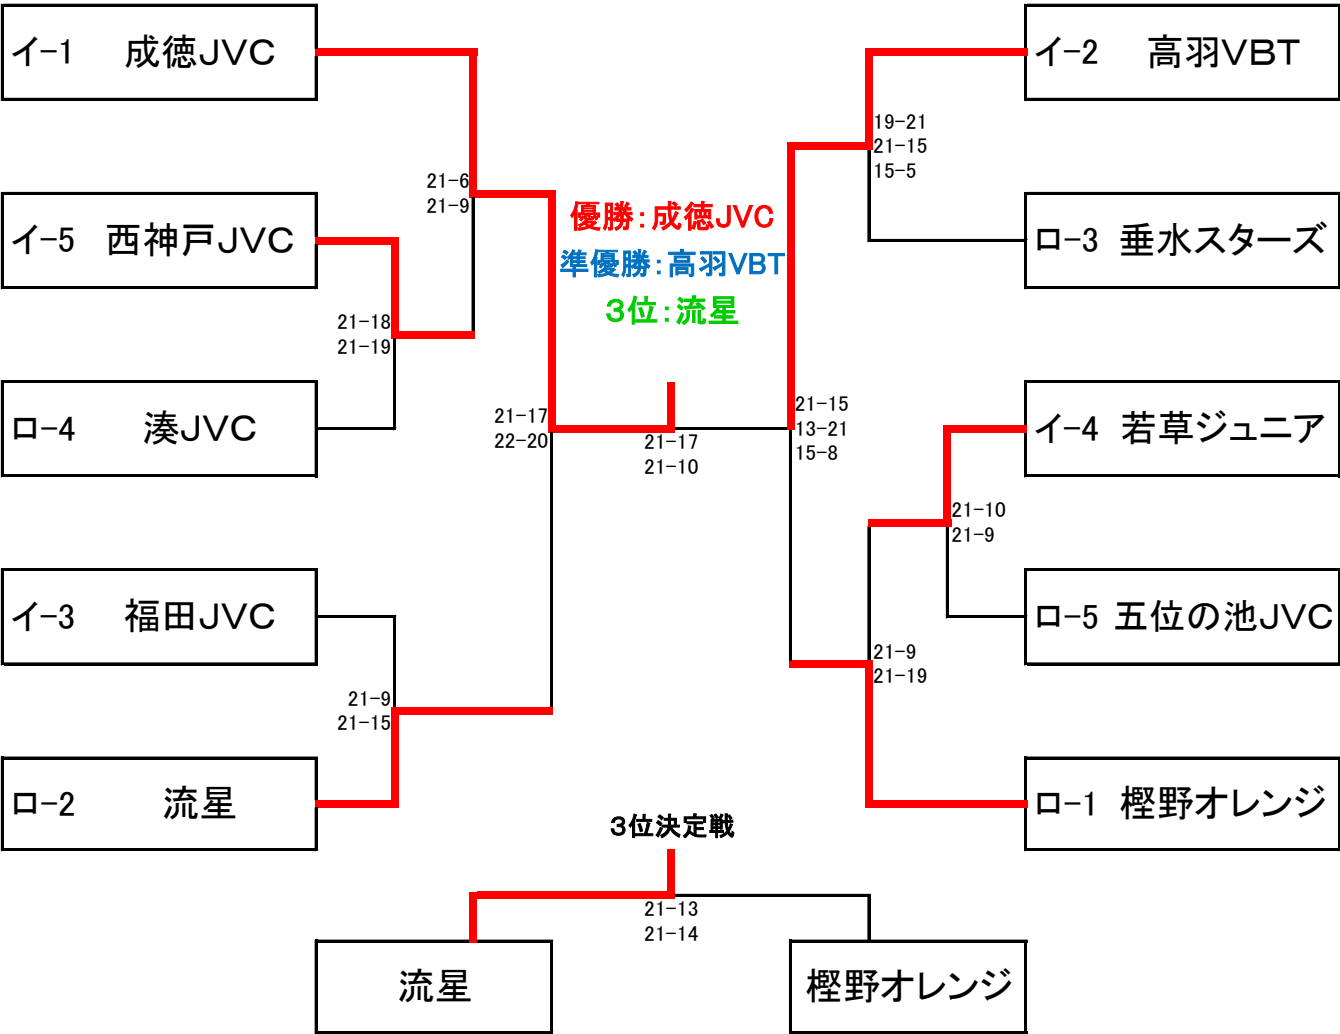 イ-1 成徳JVC
イ-2 高羽VBT
19-21
21-15
15-5
21-6
21-9
イ-5 西神戸JVC
ロ-3 垂水スターズ
優勝:成徳JVC
準優勝:高羽VBT
3位:流星
21-18
21-19
ロ-4 湊JVC
イ-4 若草ジュニア
21-17
22-20
21-17
21-10
21-15
13-21
15-8
21-10
21-9
イ-3 福田JVC
ロ-5 五位の池JVC
21-9
21-15
21-9
21-19
ロ-2 流星
ロ-1 樫野オレンジ
3位決定戦
21-13
21-14
流星
樫野オレンジ